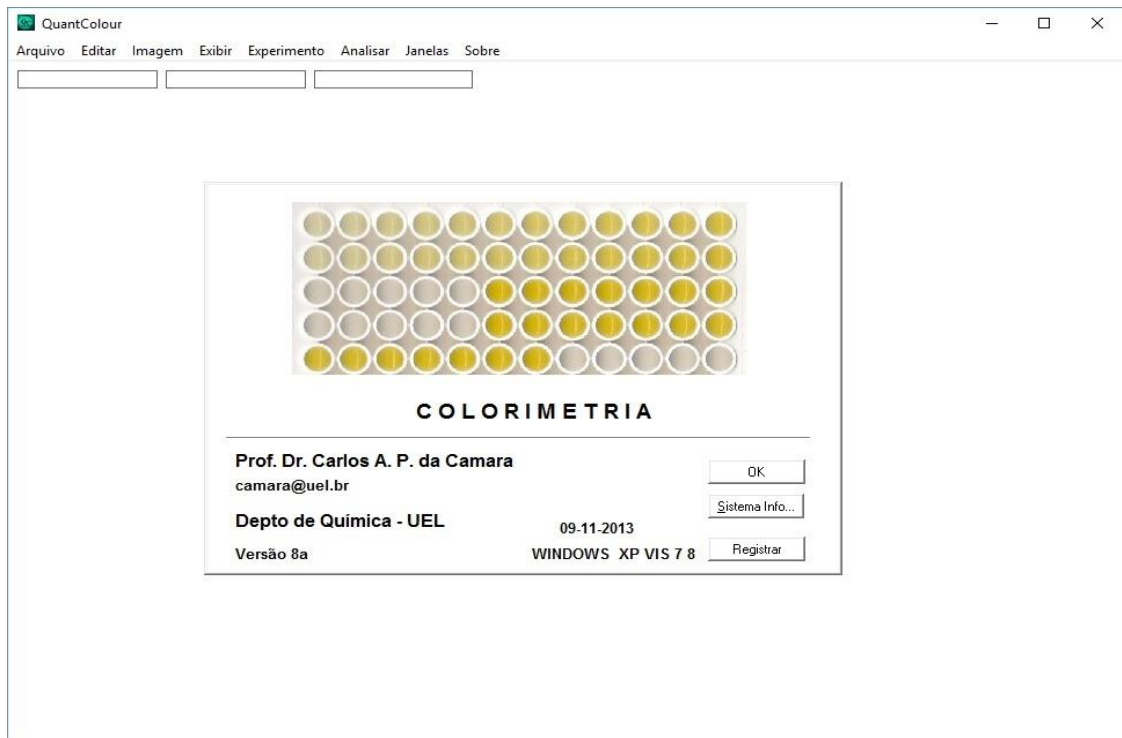 QuantColour
Arquivo Editar Imagem Exibir Experimento Analisar Janelas Sobre
COLORIMETRIA
Prof. Dr. Carlos A. P. da Camara
camara@uel.br
OK
Sistema Info...
Depto de Química - UEL
09-11-2013
Versão 8a
WINDOWS XP VIS 7 8
Registrar